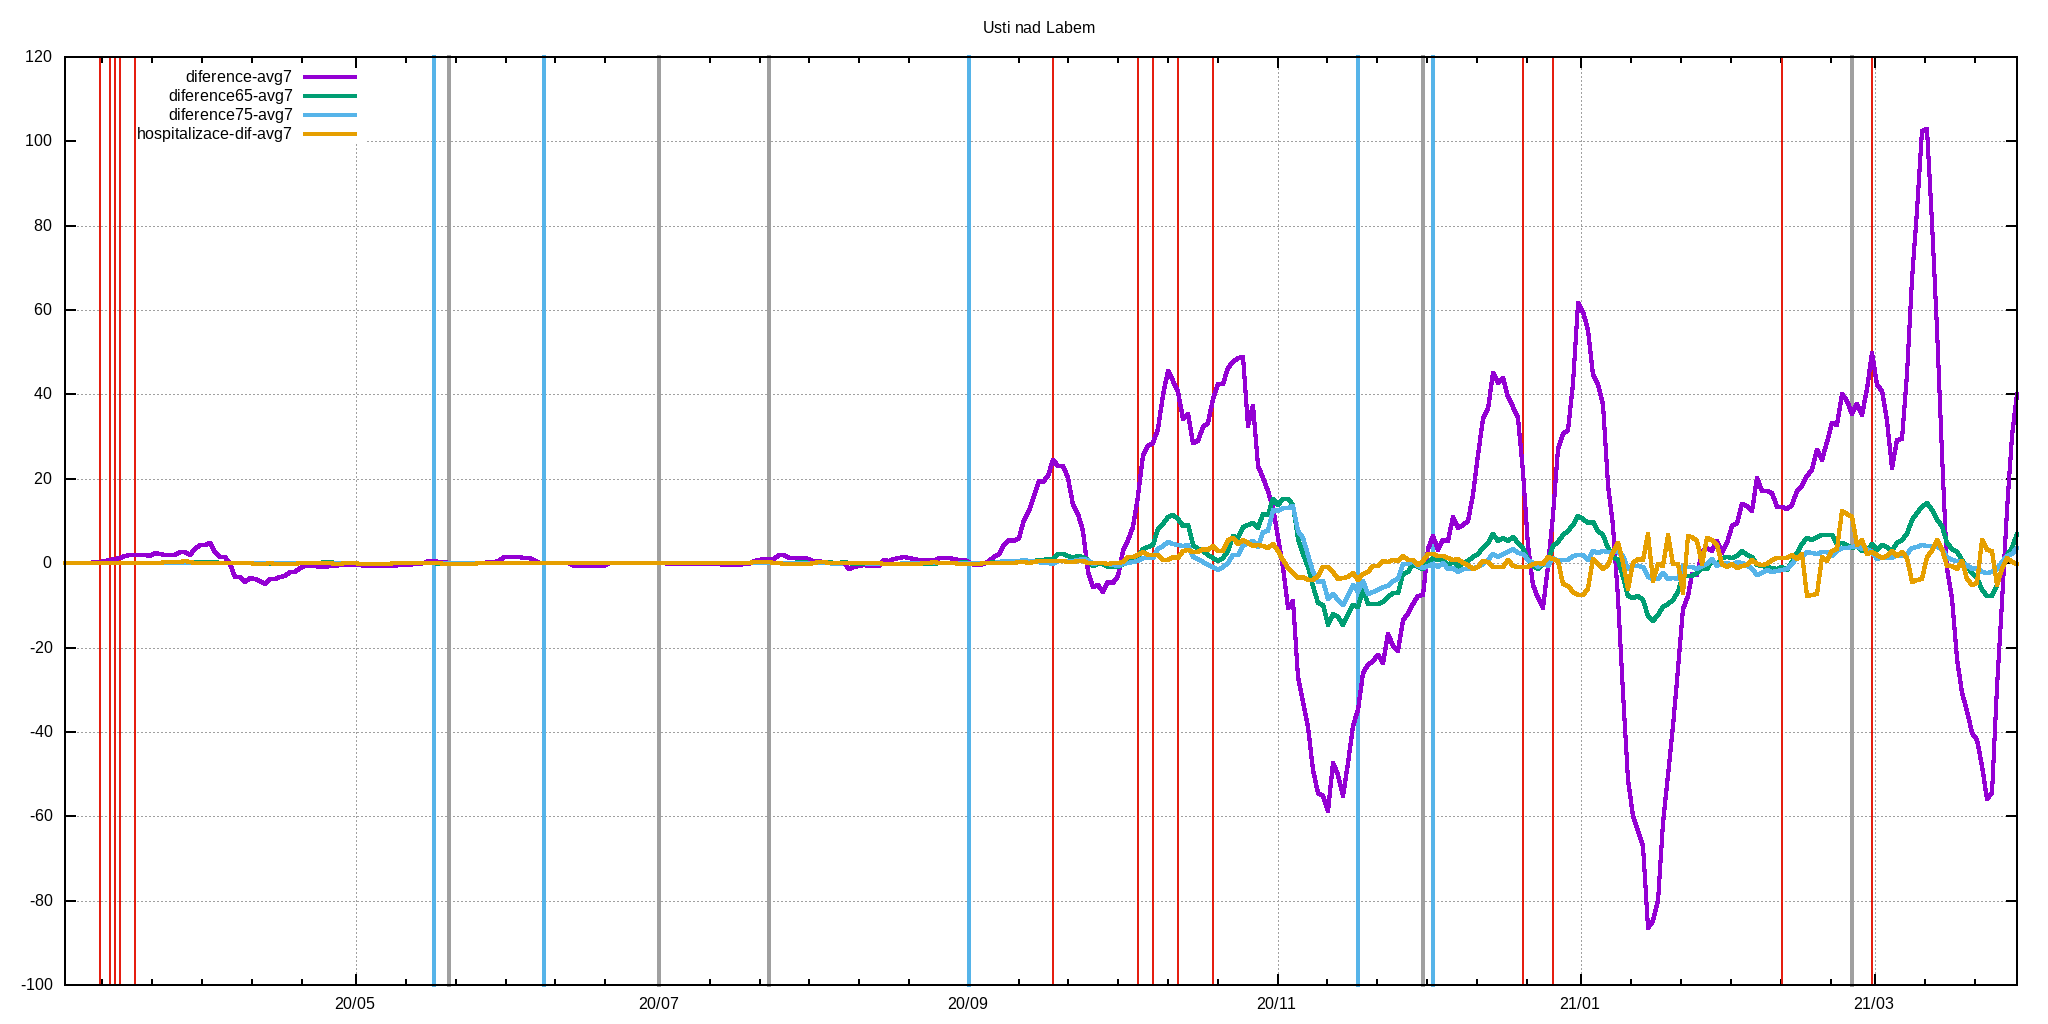 Usti nad Labem
diference-avg7
diference65-avg7
diference75-avg7
hospitalizace-dif-avg7
120
100
80
60
40
20
0
-20
-40
-60
-80
-100
20/05 20/07 20/09 20/11 21/01 21/03